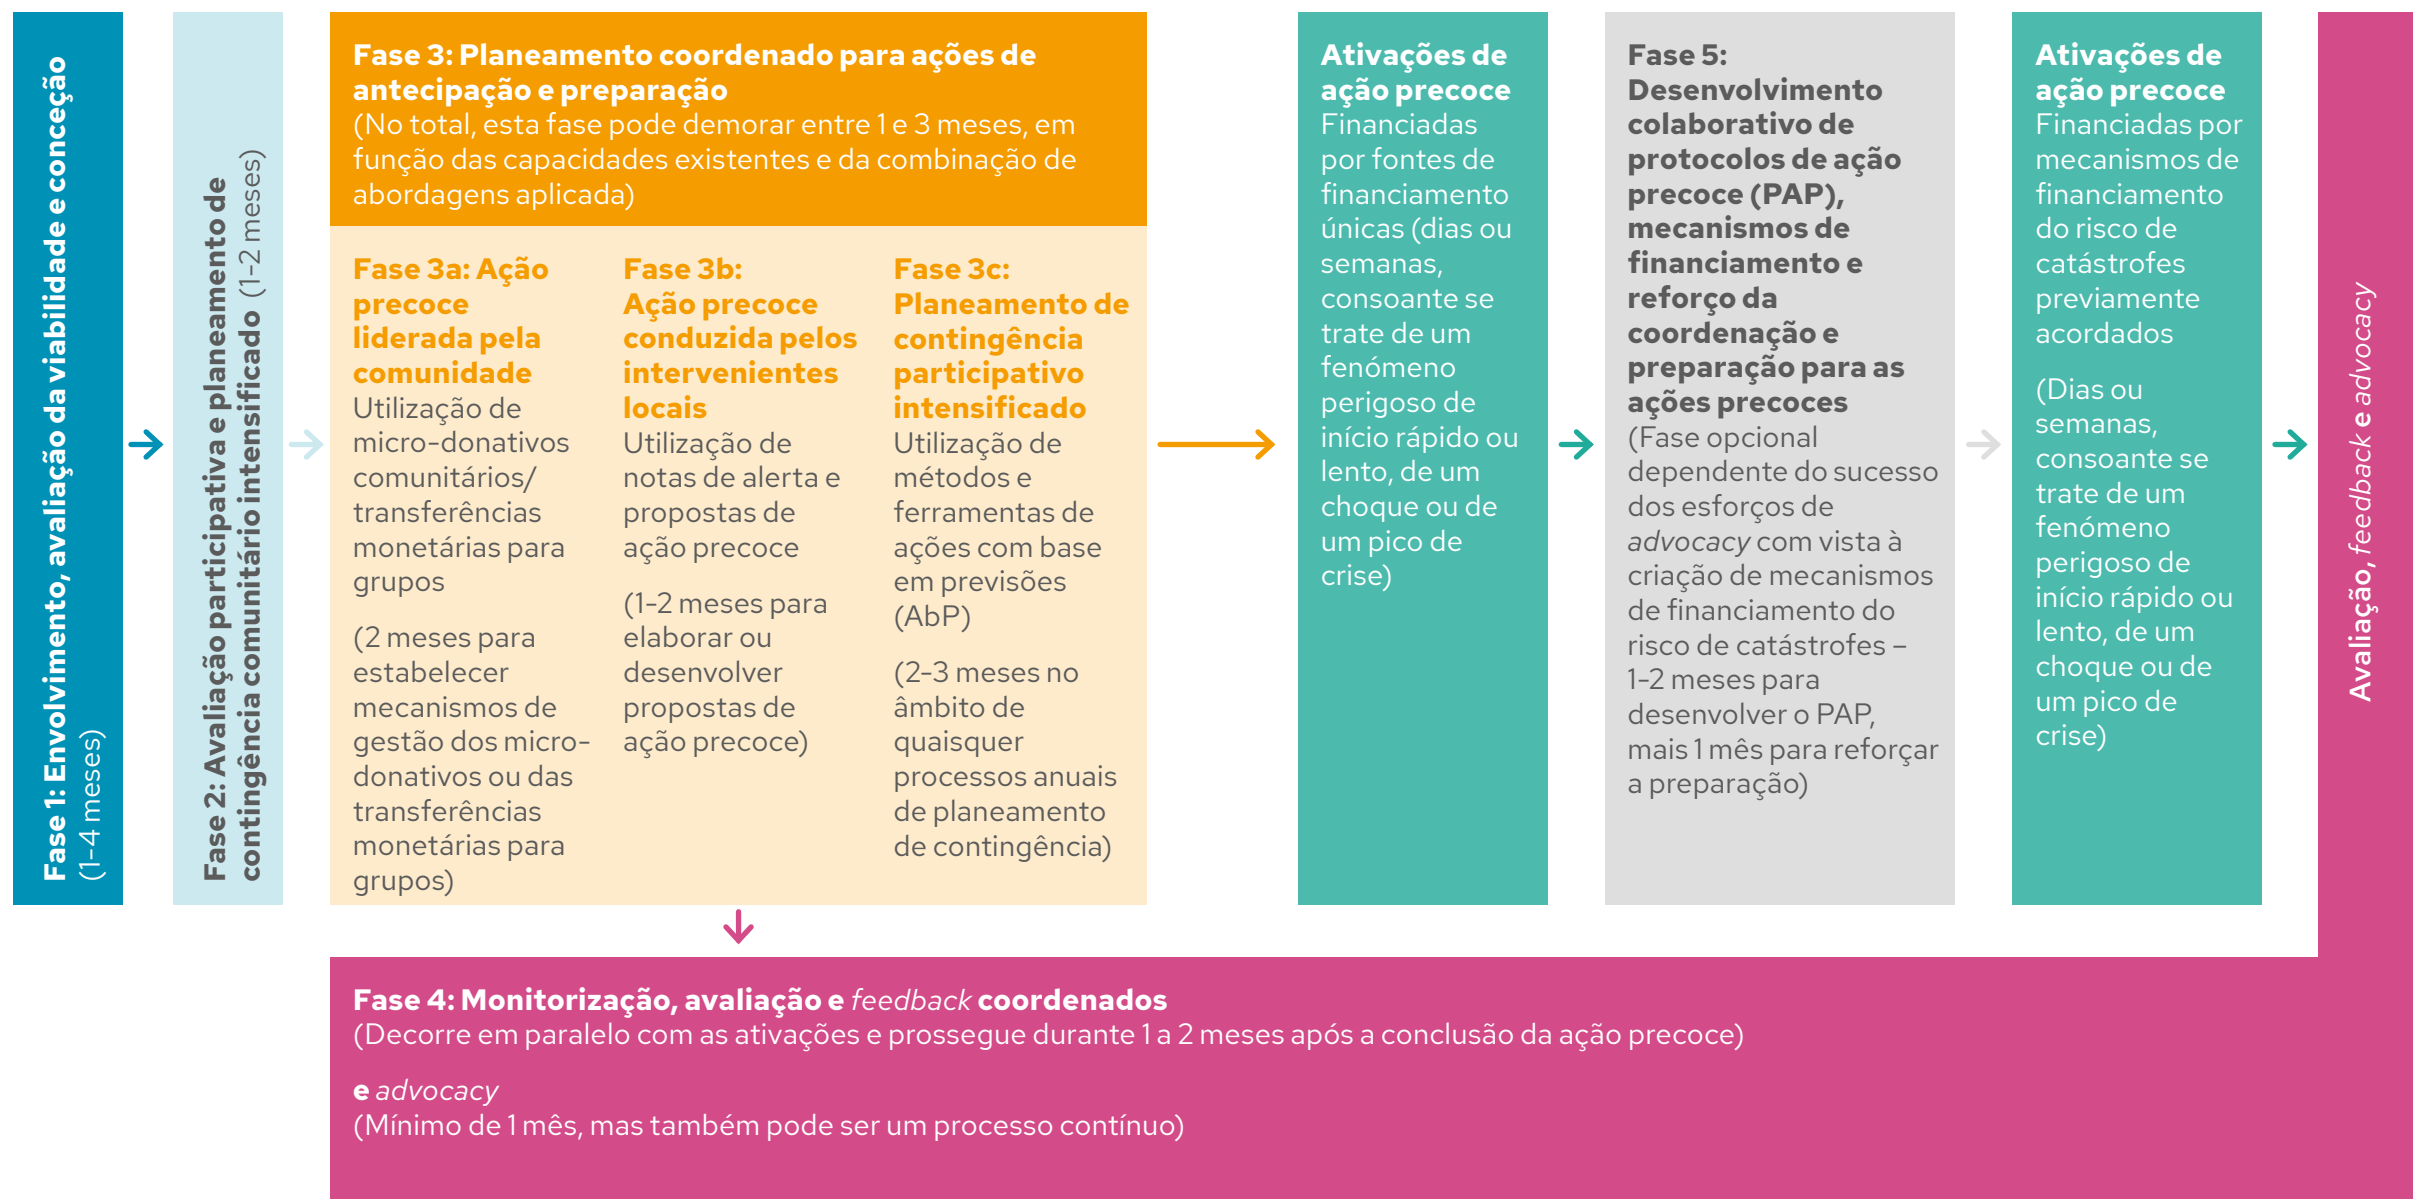 Fase 1: Envolvimento, avaliação da viabilidade e conceção
(1-4 meses)
Fase 2: Avaliação participativa e planeamento de
contingência comunitário intensificado (1-2 meses)
Fase 3: Planeamento coordenado para ações de
antecipação e preparação
(No total, esta fase pode demorar entre 1 e 3 meses, em
função das capacidades existentes e da combinação de
abordagens aplicada)
Fase 3a: Ação
precoce
liderada pela
comunidade
Utilização de
micro-donativos
comunitários/
transferências
monetárias para
grupos
(2 meses para
estabelecer
mecanismos de
gestão dos micro-
donativos ou das
transferências
monetárias para
grupos)
Fase 3b:
Ação precoce
conduzida pelos
intervenientes
locais
Utilização de
notas de alerta e
propostas de
ação precoce
(1-2 meses para
elaborar ou
desenvolver
propostas de
ação precoce)
Fase 3c:
Planeamento de
contingência
participativo
intensificado
Utilização de
métodos e
ferramentas de
ações com base
em previsões
(AbP)
(2-3 meses no
âmbito de
quaisquer
processos anuais
de planeamento
de contingência)
Ativações de
ação precoce
Financiadas
por fontes de
financiamento
únicas (dias ou
semanas,
consoante se
trate de um
fenómeno
perigoso de
início rápido ou
lento, de um
choque ou de
um pico de
crise)
Fase 5:
Desenvolvimento
colaborativo de
protocolos de ação
precoce (PAP),
mecanismos de
financiamento e
reforço da
coordenação e
preparação para as
ações precoces
(Fase opcional
dependente do sucesso
dos esforços de
advocacy com vista à
criação de mecanismos
de financiamento do
risco de catástrofes –
1-2 meses para
desenvolver o PAP,
mais 1 mês para reforçar
a preparação)
Ativações de
ação precoce
Financiadas por
mecanismos de
financiamento
do risco de
catástrofes
previamente
acordados
(Dias ou
semanas,
consoante se
trate de um
fenómeno
perigoso de
início rápido ou
lento, de um
choque ou de
um pico de
crise)
Avaliação, feedback e advocacy
Fase 4: Monitorização, avaliação e feedback coordenados
(Decorre em paralelo com as ativações e prossegue durante 1 a 2 meses após a conclusão da ação precoce)
e advocacy
(Mínimo de 1 mês, mas também pode ser um processo contínuo)